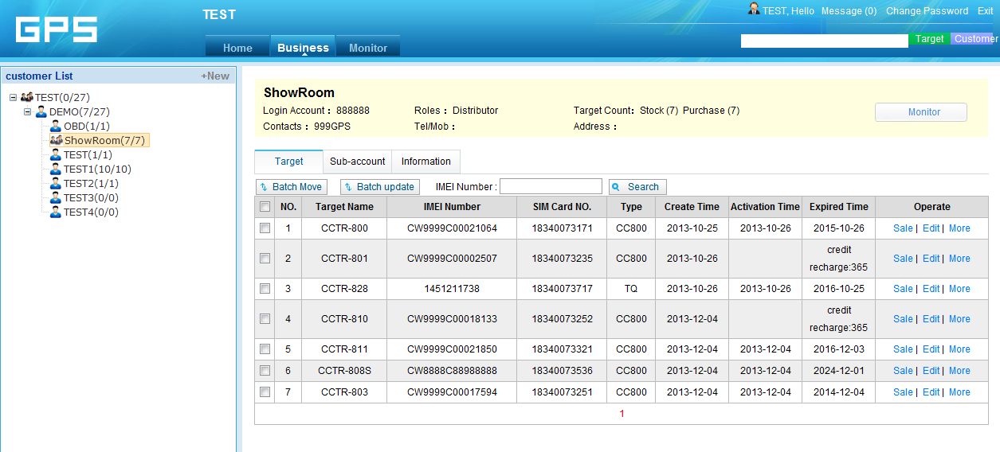 GPS
TEST
TEST, Hello Message (0) Change Password Exit
Home Business Monitor
Target Customer
customer List +New
TEST(0/27)
DEMO(7/27)
OBD(1/1)
ShowRoom(7/7)
TEST(1/1)
TEST1(10/10)
TEST2(1/1)
TEST3(0/0)
TEST4(0/0)
ShowRoom
Login Account : 888888 Roles : Distributor Target Count: Stock (7) Purchase (7)
Contacts : 999GPS Tel/Mob : Address :
Monitor
Target Sub-account Information
Batch Move Batch update IMEI Number : Search
NO. Target Name IMEI Number SIM Card NO. Type Create Time Activation Time Expired Time Operate
1 CCTR-800 CW9999C00021064 18340073171 CC800 2013-10-25 2013-10-26 2015-10-26 Sale | Edit | More
2 CCTR-801 CW9999C00002507 18340073235 CC800 2013-10-26 credit recharge:365 Sale | Edit | More
3 CCTR-828 1451211738 18340073717 TQ 2013-10-26 2013-10-26 2016-10-25 Sale | Edit | More
4 CCTR-810 CW9999C00018133 18340073252 CC800 2013-12-04 credit recharge:365 Sale | Edit | More
5 CCTR-811 CW9999C00021850 18340073321 CC800 2013-12-04 2013-12-04 2016-12-03 Sale | Edit | More
6 CCTR-808S CW8888C88988888 18340073536 CC800 2013-12-04 2013-12-04 2024-12-01 Sale | Edit | More
7 CCTR-803 CW9999C00017594 18340073251 CC800 2013-12-04 2013-12-04 2014-12-04 Sale | Edit | More
1